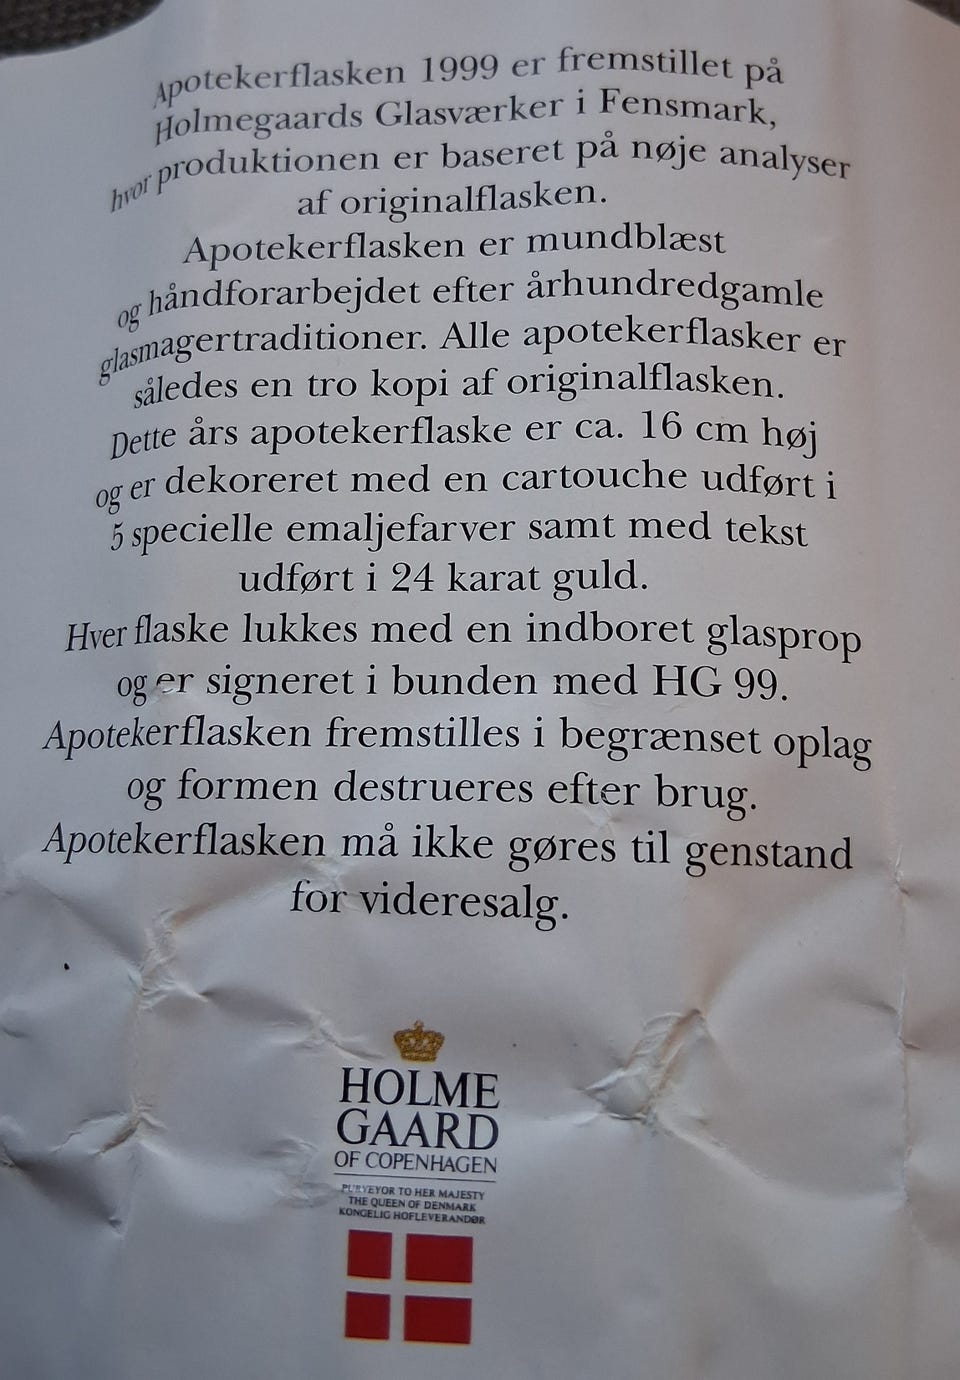 Apotekerflasken 1999 er fremstillet på
Holmegaards Glasværker i Fensmark,
hvor produktionen er baseret på nøje analyser
af originalflasken.
Apotekerflasken er mundblæst
og håndforarbejdet efter århundredgamle
glasmagertraditioner. Alle apotekerflasker er
således en tro kopi af originalflasken.
Dette års apotekerflaske er ca. 16 cm høj
og er dekoreret med en cartouche udført i
5 specielle emaljefarver samt med tekst
udført i 24 karat guld.
Hver flaske lukkes med en indboret glasprop
og er signeret i bunden med HG 99.
Apotekerflasken fremstilles i begrænset oplag
og formen destrueres efter brug.
Apotekerflasken må ikke gøres til genstand
for videresalg.
HOLME
GAARD
OF COPENHAGEN
PURVEYOR TO HER MAJESTY
THE QUEEN OF DENMARK
KONGELIG HOFLEVERANDØR